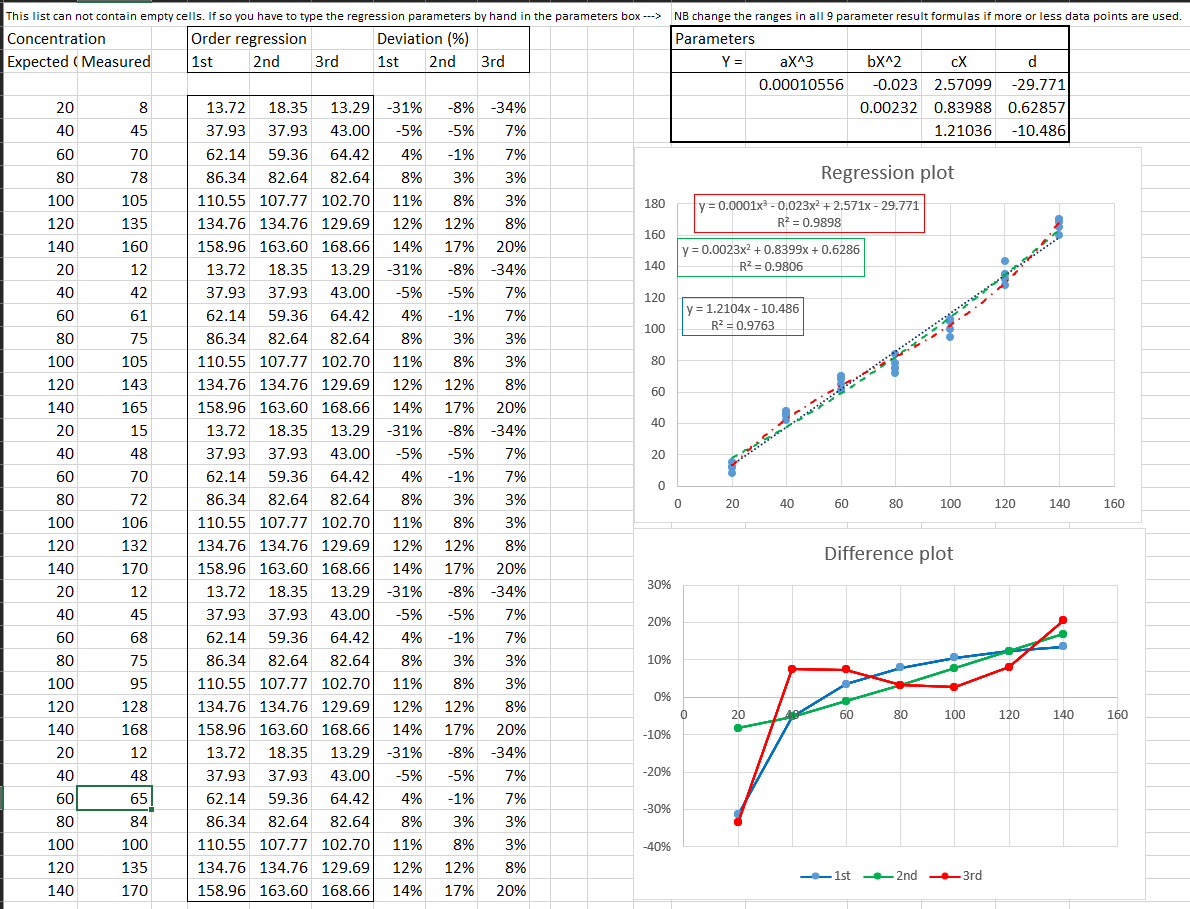 This list can not contain empty cells. If so you have to type the regression parameters by hand in the parameters box ---> NB change the ranges in all 9 parameter result formulas if more or less data points are used.
Concentration Order regression Deviation (%)
Expected ( Measured 1st 2nd 3rd 1st 2nd 3rd
20 8 13.72 18.35 13.29 -31% -8% -34%
40 45 37.93 37.93 43.00 -5% -5% 7%
60 70 62.14 59.36 64.42 4% -1% 7%
80 78 86.34 82.64 82.64 8% 3% 3%
100 105 110.55 107.77 102.70 11% 8% 3%
120 135 134.76 134.76 129.69 12% 12% 8%
140 160 158.96 163.60 168.66 14% 17% 20%
20 12 13.72 18.35 13.29 -31% -8% -34%
40 42 37.93 37.93 43.00 -5% -5% 7%
60 61 62.14 59.36 64.42 4% -1% 7%
80 75 86.34 82.64 82.64 8% 3% 3%
100 105 110.55 107.77 102.70 11% 8% 3%
120 143 134.76 134.76 129.69 12% 12% 8%
140 165 158.96 163.60 168.66 14% 17% 20%
20 15 13.72 18.35 13.29 -31% -8% -34%
40 48 37.93 37.93 43.00 -5% -5% 7%
60 70 62.14 59.36 64.42 4% -1% 7%
80 72 86.34 82.64 82.64 8% 3% 3%
100 106 110.55 107.77 102.70 11% 8% 3%
120 132 134.76 134.76 129.69 12% 12% 8%
140 170 158.96 163.60 168.66 14% 17% 20%
20 12 13.72 18.35 13.29 -31% -8% -34%
40 45 37.93 37.93 43.00 -5% -5% 7%
60 68 62.14 59.36 64.42 4% -1% 7%
80 75 86.34 82.64 82.64 8% 3% 3%
100 95 110.55 107.77 102.70 11% 8% 3%
120 128 134.76 134.76 129.69 12% 12% 8%
140 168 158.96 163.60 168.66 14% 17% 20%
20 12 13.72 18.35 13.29 -31% -8% -34%
40 48 37.93 37.93 43.00 -5% -5% 7%
60 65 62.14 59.36 64.42 4% -1% 7%
80 84 86.34 82.64 82.64 8% 3% 3%
100 100 110.55 107.77 102.70 11% 8% 3%
120 135 134.76 134.76 129.69 12% 12% 8%
140 170 158.96 163.60 168.66 14% 17% 20%
Parameters
Y = aX^3 bX^2 cX d
0.00010556 -0.023 2.57099 -29.771
0.00232 0.83988 0.62857
1.21036 -10.486
Regression plot
y = 0.0001x³ - 0.023x² + 2.571x - 29.771
R² = 0.9898
y = 0.0023x² + 0.8399x + 0.6286
R² = 0.9806
y = 1.2104x - 10.486
R² = 0.9763
180
160
140
120
100
80
60
40
20
0
0 20 40 60 80 100 120 140 160
Difference plot
30%
20%
10%
0%
-10%
-20%
-30%
-40%
0 20 40 60 80 100 120 140 160
1st 2nd 3rd